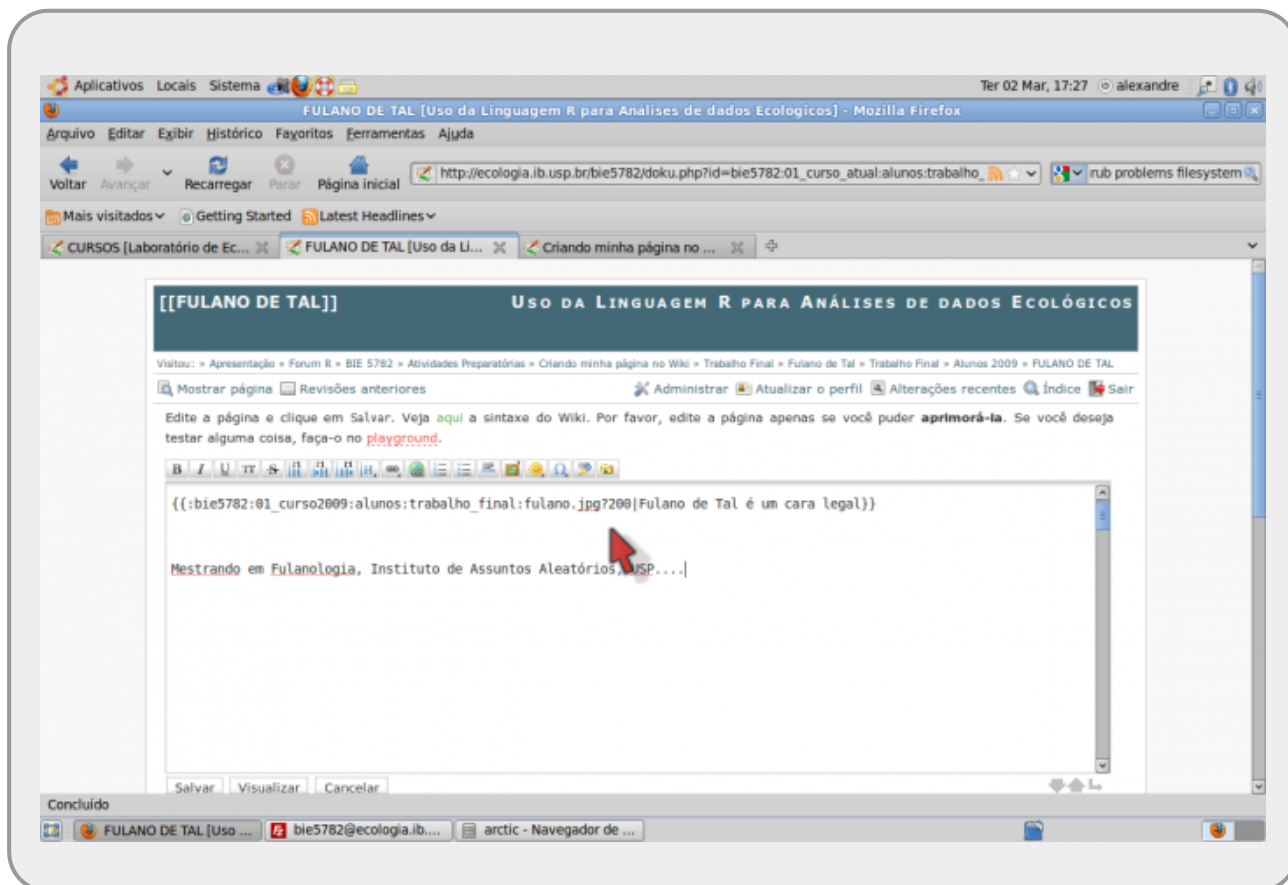 Aplicativos Locais Sistema Ter 02 Mar, 17:27 alexandre
FULANO DE TAL [Uso da Linguagem R para Análises de dados Ecológicos] - Mozilla Firefox
Arquivo Editar Exibir Histórico Favoritos Ferramentas Ajuda
Voltar Avançar Recarregar Parar Página inicial http://ecologia.ib.usp.br/bie5782/doku.php?id=bie5782:01_curso_atual:alunos:trabalho_ rub problems filesystem
Mais visitados Getting Started Latest Headlines
CURSOS [Laboratório de Ec... FULANO DE TAL [Uso da Li... Criando minha página no ...
[[FULANO DE TAL]] USO DA LINGUAGEM R PARA ANÁLISES DE DADOS ECOLÓGICOS
Visitou: » Apresentação » Forum R » BIE 5782 » Atividades Preparatórias » Criando minha página no Wiki » Trabalho Final » Fulano de Tal » Trabalho Final » Alunos 2009 » FULANO DE TAL
Mostrar página Revisões anteriores Administrar Atualizar o perfil Alterações recentes Índice Sair
Edite a página e clique em Salvar. Veja aqui a sintaxe do Wiki. Por favor, edite a página apenas se você puder aprimorá-la. Se você deseja
testar alguma coisa, faça-o no playground.
B I U TT S
{{:bie5782:01_curso2009:alunos:trabalho_final:fulano.jpg?200|Fulano de Tal é um cara legal}}
Mestrando em Fulanologia, Instituto de Assuntos Aleatórios, USP....
Salvar Visualizar Cancelar
Concluído
FULANO DE TAL [Uso ... bie5782@ecologia.ib.... arctic - Navegador de ...